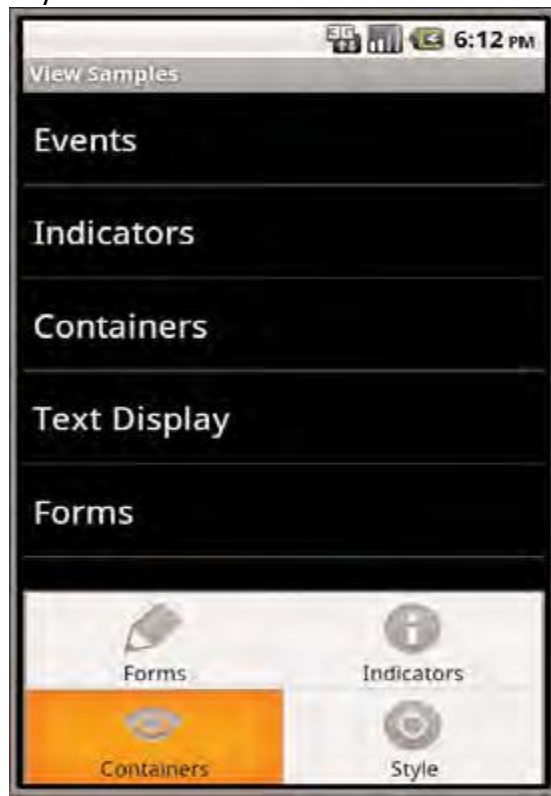 6:12 PM
View Samples
Events
Indicators
Containers
Text Display
Forms
Forms
Indicators
Containers
Style